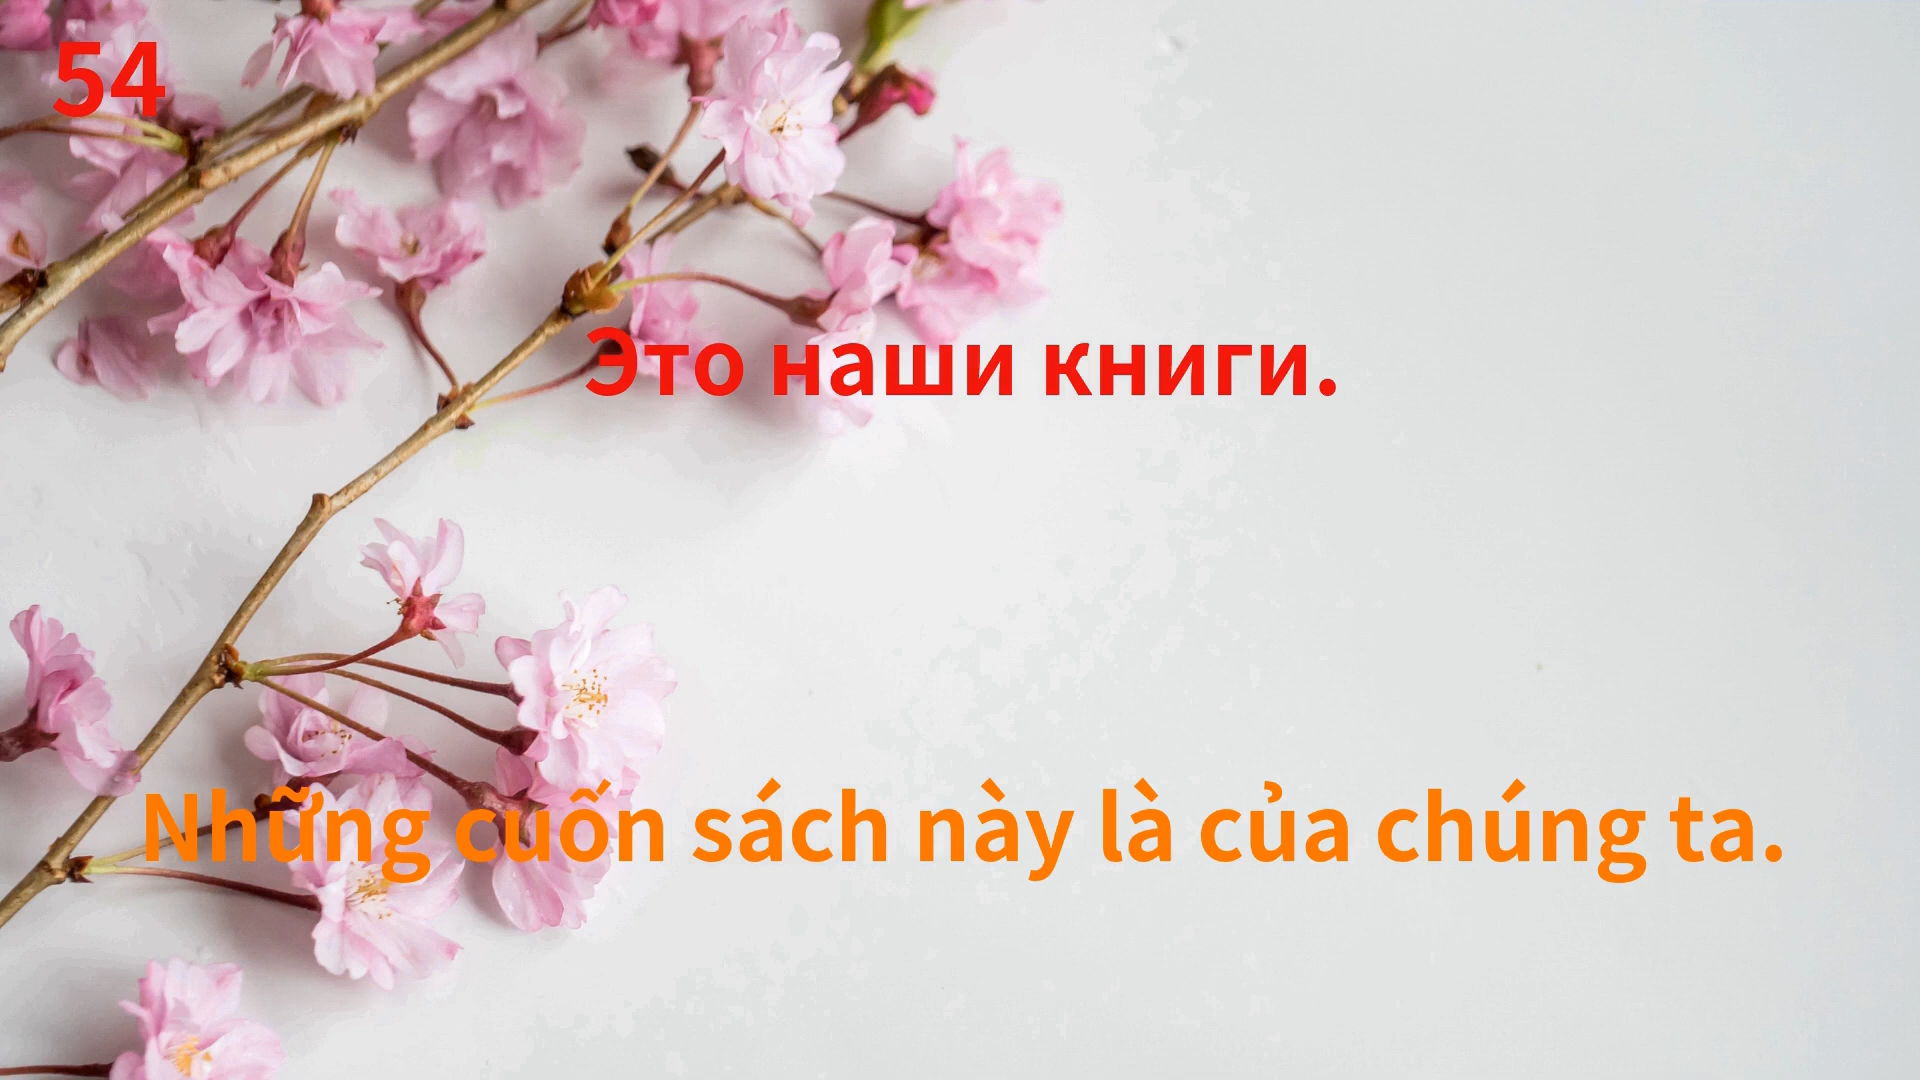 54
Это наши книги.
Những cuốn sách này là của chúng ta.